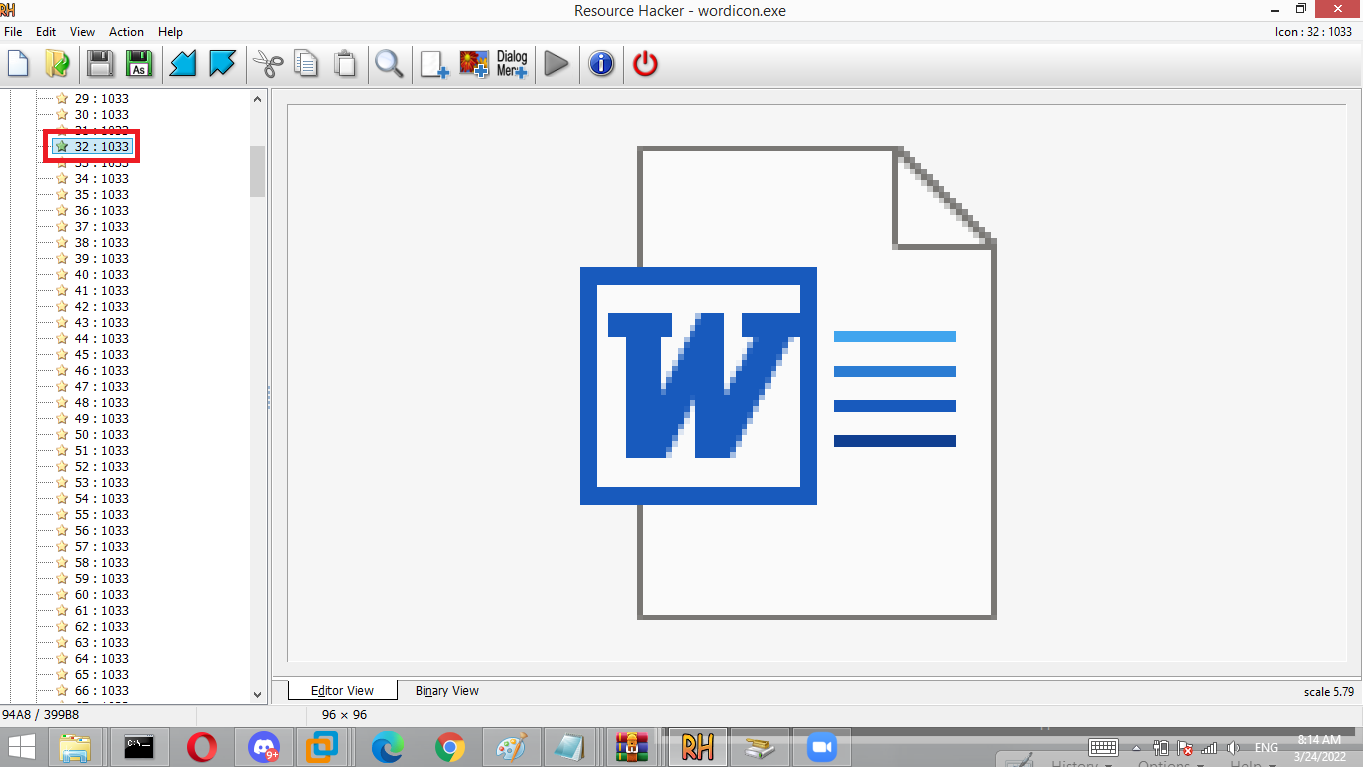 RH
Resource Hacker - wordicon.exe
File Edit View Action Help
Icon : 32 : 1033
As
Dialog
Menu
29 : 1033
30 : 1033
31 : 1033
32 : 1033
33 : 1033
34 : 1033
35 : 1033
36 : 1033
37 : 1033
38 : 1033
39 : 1033
40 : 1033
41 : 1033
42 : 1033
43 : 1033
44 : 1033
45 : 1033
46 : 1033
47 : 1033
48 : 1033
49 : 1033
50 : 1033
51 : 1033
52 : 1033
53 : 1033
54 : 1033
55 : 1033
56 : 1033
57 : 1033
58 : 1033
59 : 1033
60 : 1033
61 : 1033
62 : 1033
63 : 1033
64 : 1033
65 : 1033
66 : 1033
W
Editor View Binary View
scale 5.79
94A8 / 399B8
96 × 96
C:\_
9+
RH
History Options Help
ENG
8:14 AM
3/24/2022